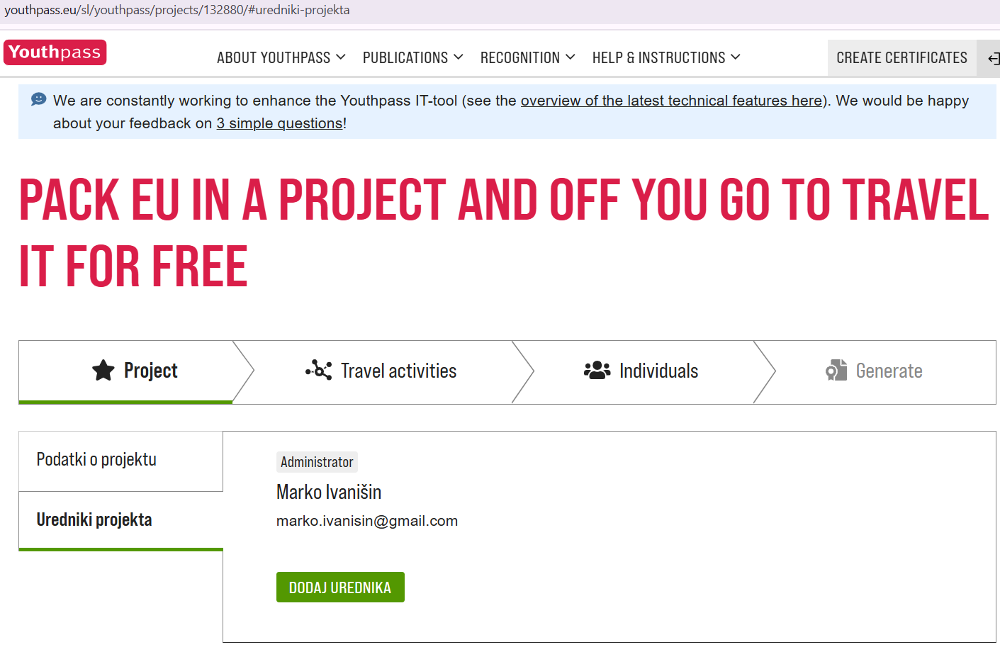 youthpass.eu/sl/youthpass/projects/132880/#uredniki-projekta
Youthpass
ABOUT YOUTHPASS
PUBLICATIONS
RECOGNITION
HELP & INSTRUCTIONS
CREATE CERTIFICATES
We are constantly working to enhance the Youthpass IT-tool (see the overview of the latest technical features here). We would be happy
about your feedback on 3 simple questions!
PACK EU IN A PROJECT AND OFF YOU GO TO TRAVEL
IT FOR FREE
Project
Travel activities
Individuals
Generate
Podatki o projektu
Uredniki projekta
Administrator
Marko Ivanišin
marko.ivanisin@gmail.com
DODAJ UREDNIKA